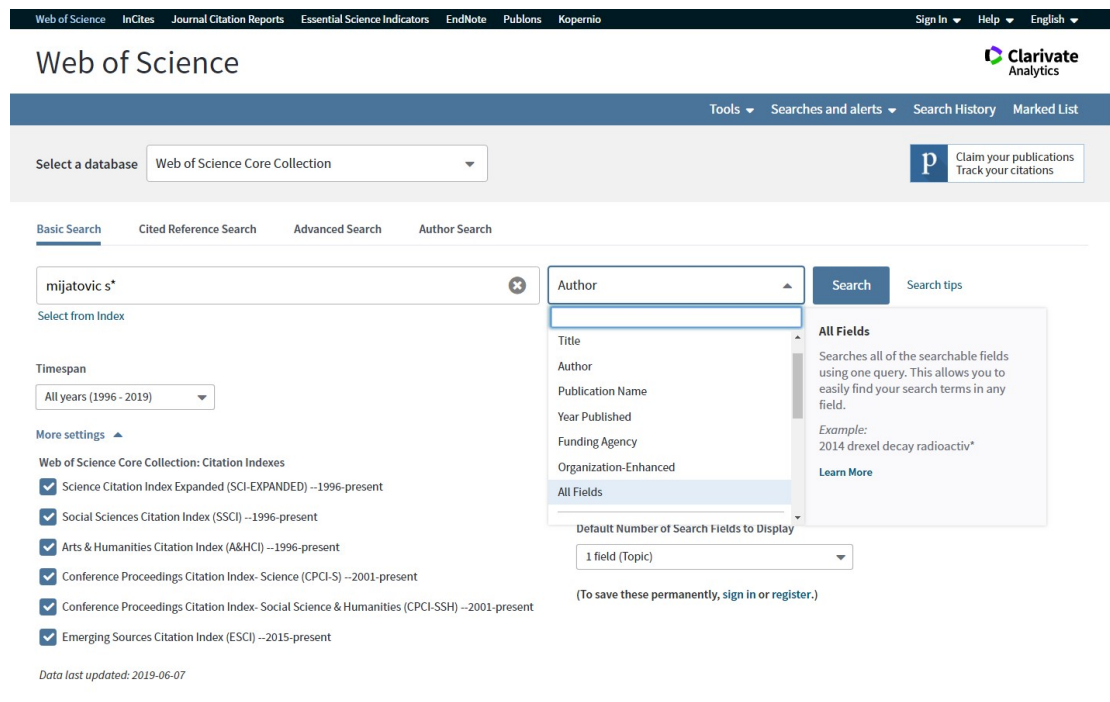 Web of Science InCites Journal Citation Reports Essential Science Indicators EndNote Publons Kopernio Sign In Help English
Web of Science
Clarivate
Analytics
Tools Searches and alerts Search History Marked List
Select a database Web of Science Core Collection
p Claim your publications
Track your citations
Basic Search Cited Reference Search Advanced Search Author Search
mijatovic s* Author Search Search tips
Select from Index
Title
Author
Publication Name
Year Published
Funding Agency
Organization-Enhanced
All Fields
All Fields
Searches all of the searchable fields
using one query. This allows you to
easily find your search terms in any
field.
Example:
2014 drexel decay radioactiv*
Learn More
Timespan
All years (1996 - 2019)
More settings
Web of Science Core Collection: Citation Indexes
Science Citation Index Expanded (SCI-EXPANDED) --1996-present
Social Sciences Citation Index (SSCI) --1996-present
Arts & Humanities Citation Index (A&HCI) --1996-present
Conference Proceedings Citation Index- Science (CPCI-S) --2001-present
Conference Proceedings Citation Index- Social Science & Humanities (CPCI-SSH) --2001-present
Emerging Sources Citation Index (ESCI) --2015-present
Data last updated: 2019-06-07
Default Number of Search Fields to Display
1 field (Topic)
(To save these permanently, sign in or register.)